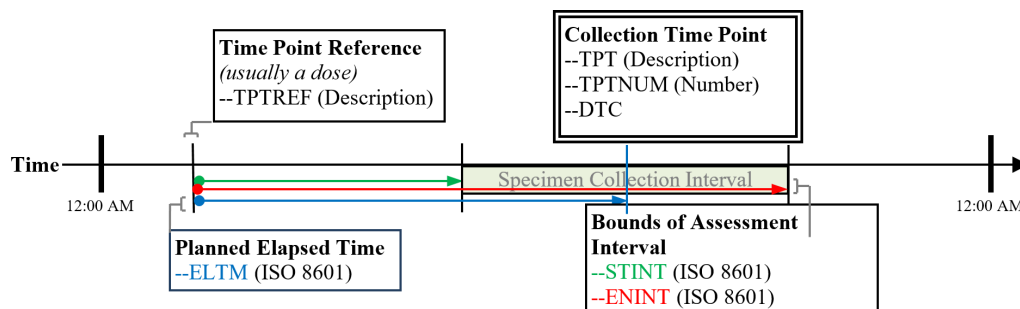 Time Point Reference
(usually a dose)
--TPTREF (Description)
Collection Time Point
--TPT (Description)
--TPTNUM (Number)
--DTC
Time
Specimen Collection Interval
12:00 AM
12:00 AM
Planned Elapsed Time
--ELTM (ISO 8601)
Bounds of Assessment
Interval
--STINT (ISO 8601)
--ENINT (ISO 8601)